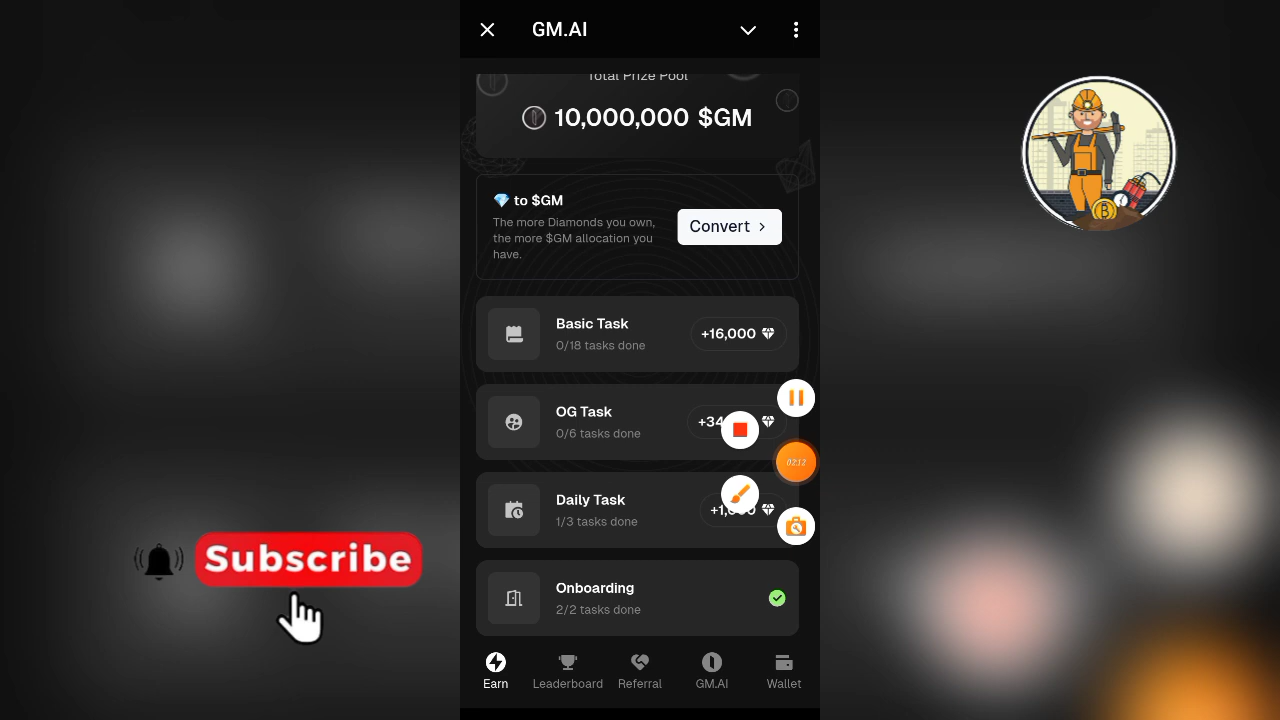 GM.AI
Total Prize Pool
10,000,000 $GM
💎 to $GM
The more Diamonds you own,
the more $GM allocation you
have.
Convert
Basic Task
0/18 tasks done
+16,000
OG Task
0/6 tasks done
Daily Task
1/3 tasks done
02:12
Onboarding
2/2 tasks done
Earn
Leaderboard
Referral
GM.AI
Wallet
Subscribe